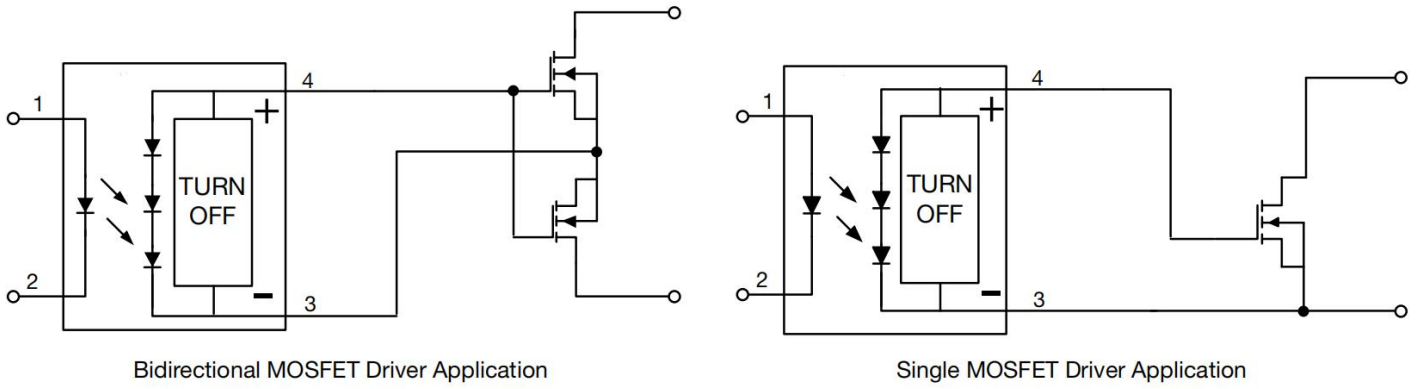 4
1
+
TURN
OFF
2
−
3
Bidirectional MOSFET Driver Application
4
1
+
TURN
OFF
2
−
3
Single MOSFET Driver Application